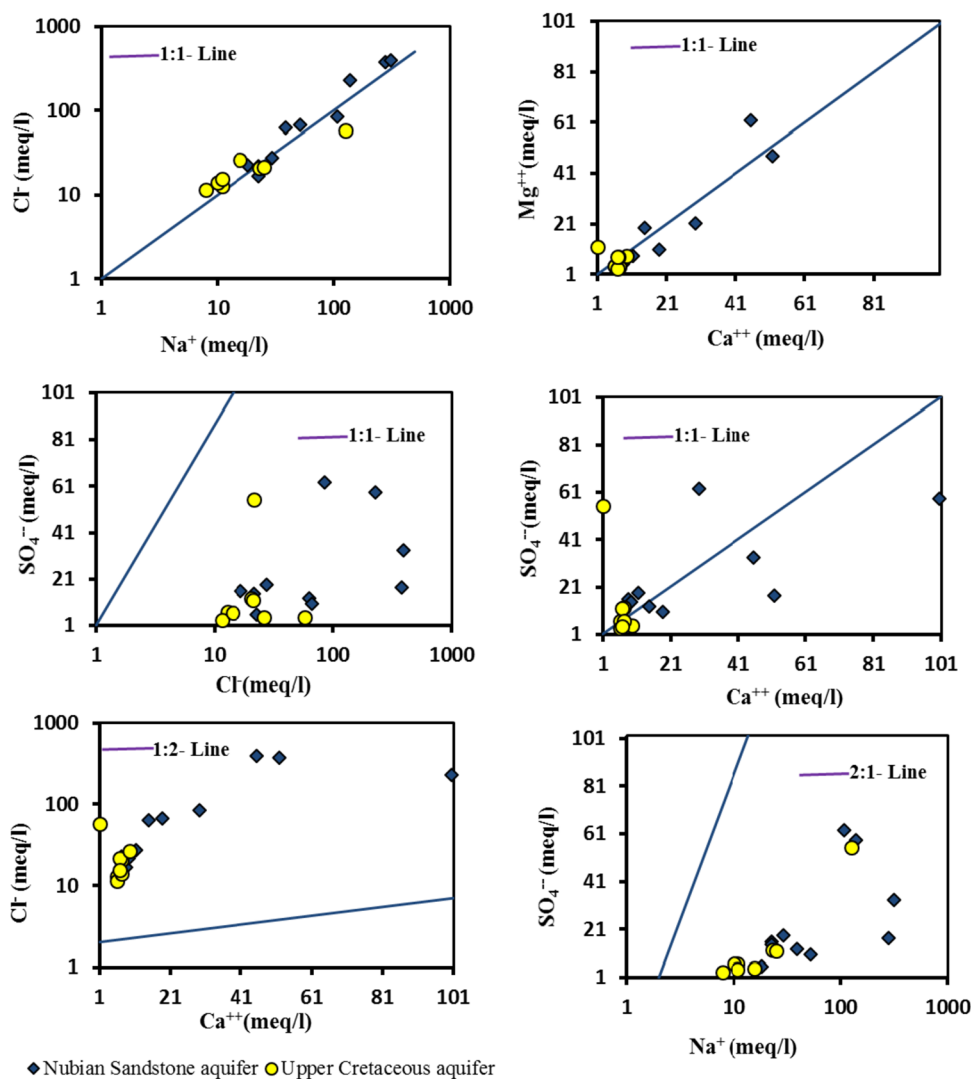 1:1- Line
Cl- (meq/l)
1000
100
10
1
1 10 100 1000
Na+ (meq/l)
1:1- Line
Mg++ (meq/l)
101
81
61
41
21
1
1 21 41 61 81
Ca++ (meq/l)
1:1- Line
SO4-- (meq/l)
101
81
61
41
21
1
1 10 100 1000
Cl-(meq/l)
1:1- Line
SO4--(meq/l)
101
81
61
41
21
1
1 21 41 61 81 101
Ca++ (meq/l)
1:2- Line
Cl- (meq/l)
1000
100
10
1
1 21 41 61 81 101
Ca++(meq/l)
2:1- Line
SO4-- (meq/l)
101
81
61
41
21
1
1 10 100 1000
Na+ (meq/l)
Nubian Sandstone aquifer Upper Cretaceous aquifer